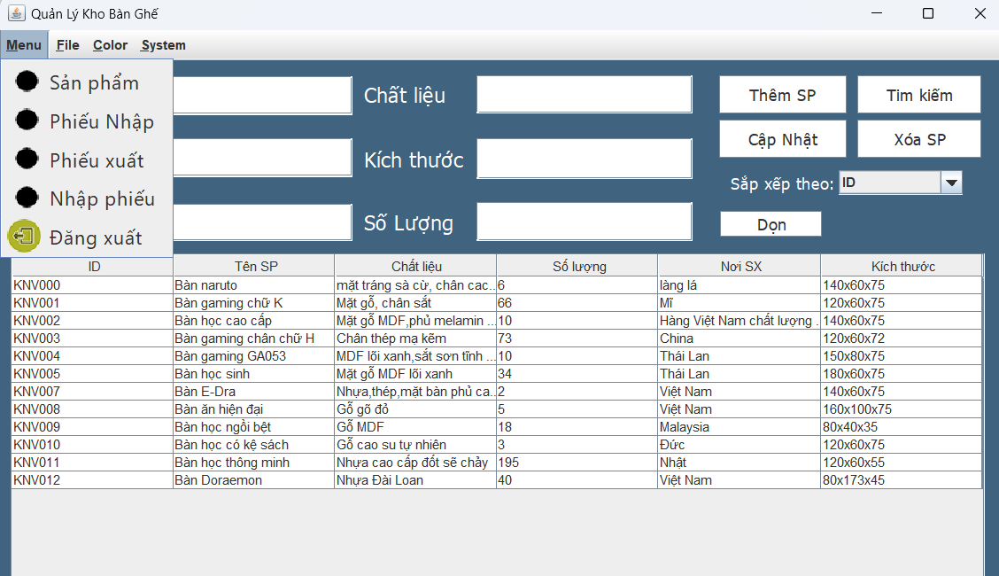 Quản Lý Kho Bàn Ghế
Menu File Color System
Sản phẩm
Phiếu Nhập
Phiếu xuất
Nhập phiếu
Đăng xuất
Chất liệu
Kích thước
Số Lượng
Thêm SP Tìm kiếm
Cập Nhật Xóa SP
Sắp xếp theo: ID
Dọn
ID Tên SP Chất liệu Số lượng Nơi SX Kích thước
KNV000 Bàn naruto mặt tráng sà cừ, chân cac... 6 làng lá 140x60x75
KNV001 Bàn gaming chữ K Mặt gỗ, chân sắt 66 Mĩ 120x60x75
KNV002 Bàn học cao cấp Mặt gỗ MDF,phủ melamin ... 10 Hàng Việt Nam chất lượng ... 140x60x75
KNV003 Bàn gaming chân chữ H Chân thép mạ kẽm 73 China 120x60x72
KNV004 Bàn gaming GA053 MDF lõi xanh,sắt sơn tĩnh ... 10 Thái Lan 150x80x75
KNV005 Bàn học sinh Mặt gỗ MDF lõi xanh 34 Thái Lan 180x60x75
KNV007 Bàn E-Dra Nhựa,thép,mặt bàn phủ ca... 2 Việt Nam 140x60x75
KNV008 Bàn ăn hiện đại Gỗ gõ đỏ 5 Việt Nam 160x100x75
KNV009 Bàn học ngồi bệt Gỗ MDF 18 Malaysia 80x40x35
KNV010 Bàn học có kệ sách Gỗ cao su tự nhiên 3 Đức 120x60x75
KNV011 Bàn học thông minh Nhựa cao cấp đốt sẽ chảy 195 Nhật 120x60x55
KNV012 Bàn Doraemon Nhựa Đài Loan 40 Việt Nam 80x173x45